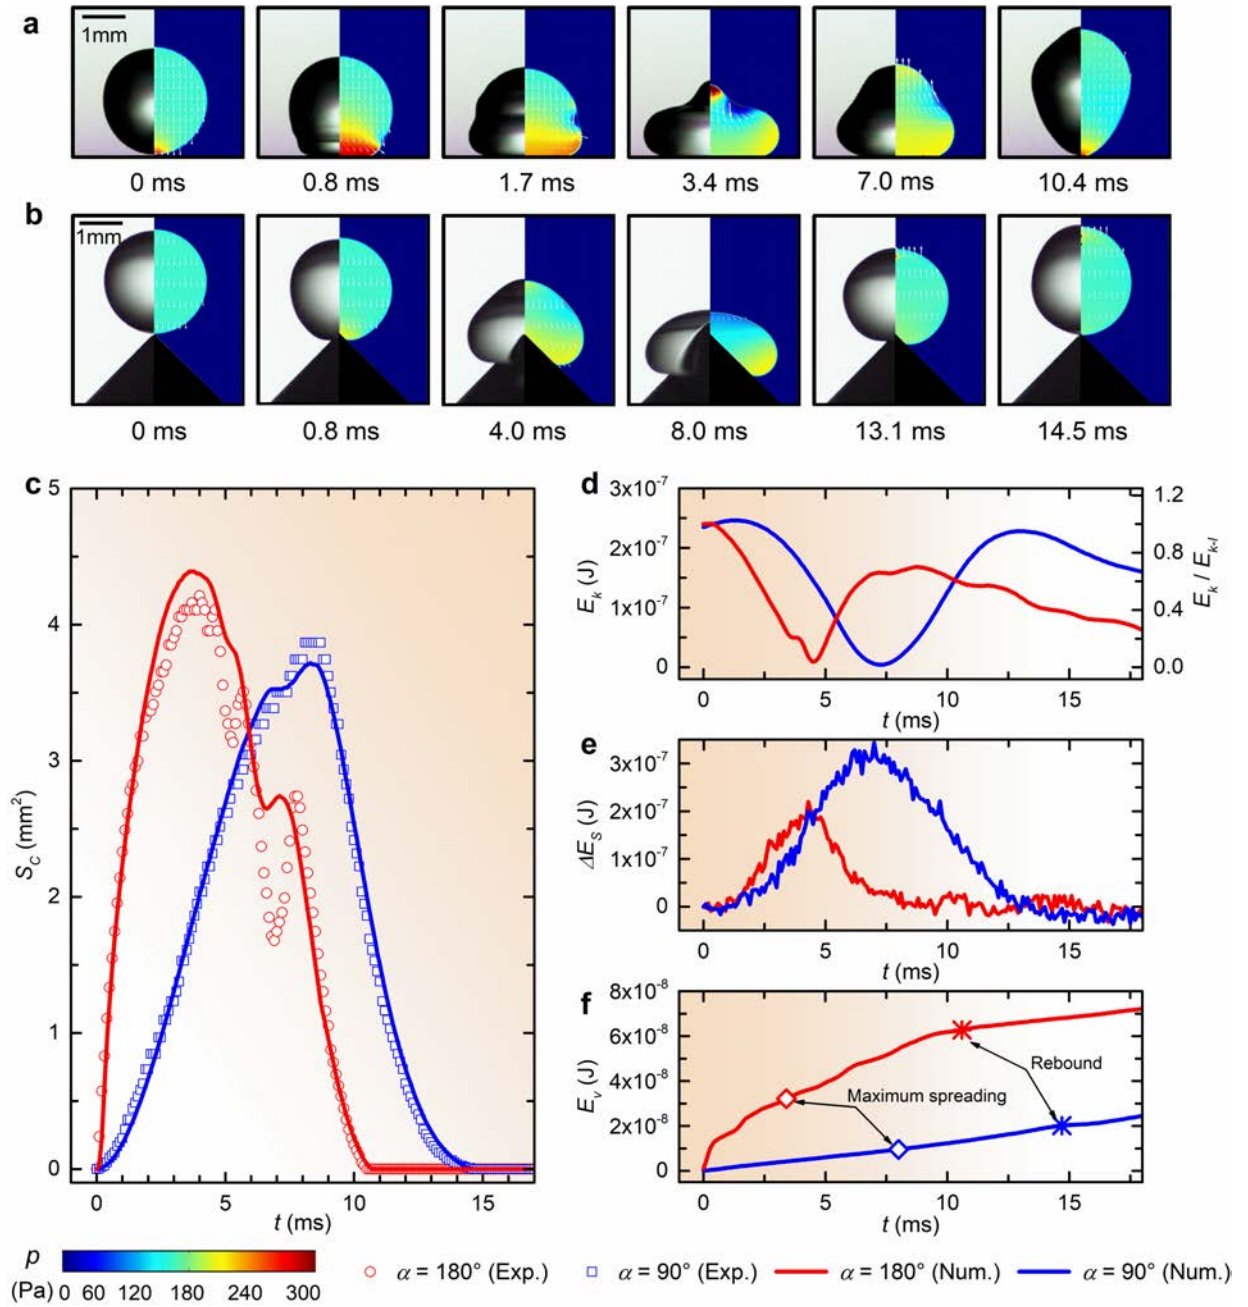 a
1mm
0 ms 0.8 ms 1.7 ms 3.4 ms 7.0 ms 10.4 ms
b
1mm
0 ms 0.8 ms 4.0 ms 8.0 ms 13.1 ms 14.5 ms
c
5
4
3
2
1
0
S_C (mm²)
0 5 10 15
t (ms)
d
3x10⁻⁷
2x10⁻⁷
1x10⁻⁷
0
E_k (J)
1.2
0.8
0.4
0.0
E_k / E_k-I
0 5 10 15
t (ms)
e
3x10⁻⁷
2x10⁻⁷
1x10⁻⁷
0
ΔE_S (J)
0 5 10 15
t (ms)
f
8x10⁻⁸
6x10⁻⁸
4x10⁻⁸
2x10⁻⁸
0
E_v (J)
Rebound
Maximum spreading
0 5 10 15
t (ms)
p
(Pa) 0 60 120 180 240 300
α = 180° (Exp.) α = 90° (Exp.) α = 180° (Num.) α = 90° (Num.)